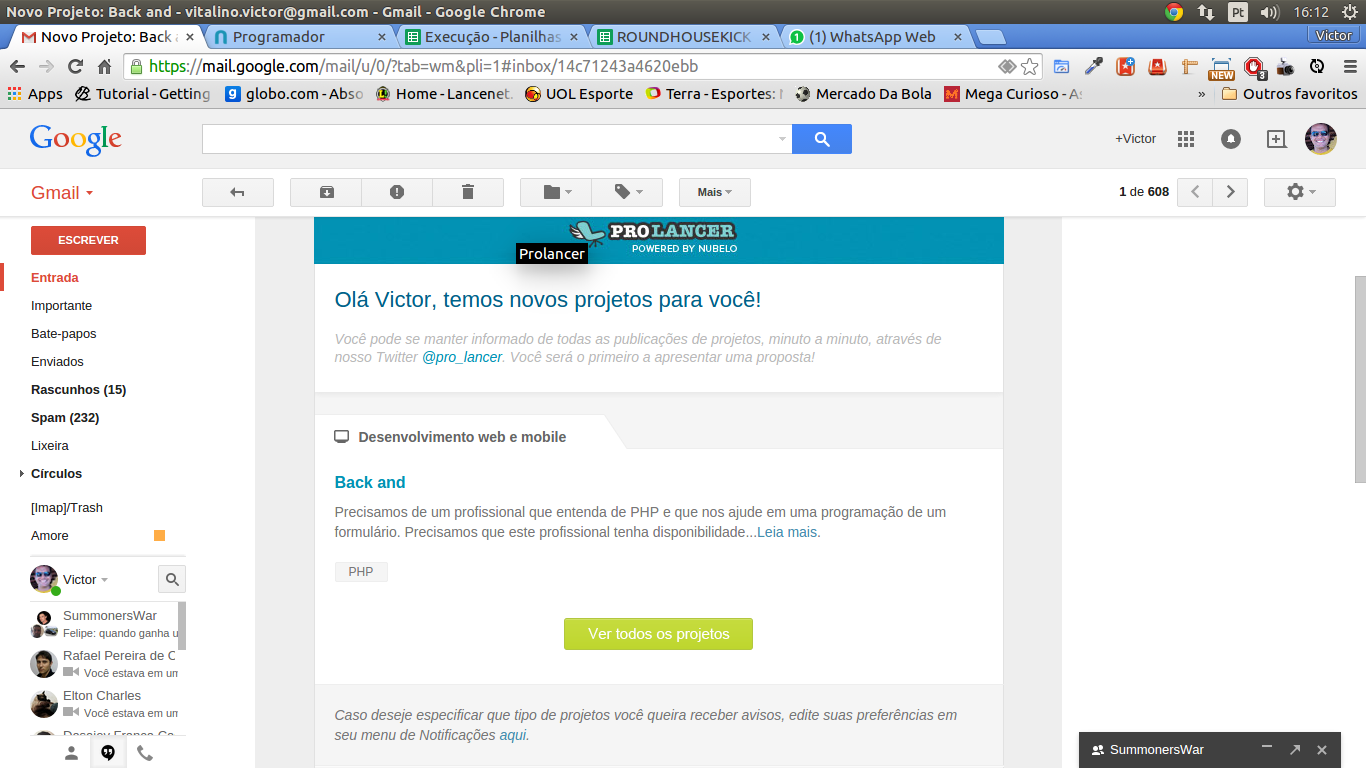 Novo Projeto: Back and - vitalino.victor@gmail.com - Gmail - Google Chrome
Pt
16:12
Novo Projeto: Back a
Programador
Execução - Planilhas
ROUNDHOUSEKICK
(1) WhatsApp Web
Victor
https://mail.google.com/mail/u/0/?tab=wm&pli=1#inbox/14c71243a4620ebb
NEW
3
Apps
Tutorial - Getting
globo.com - Abso
Home - Lancenet.
UOL Esporte
Terra - Esportes:
Mercado Da Bola
Mega Curioso - A
»
Outros favoritos
Google
+Victor
Gmail
Mais
1 de 608
PROLANCER
POWERED BY NUBELO
Prolancer
ESCREVER
Entrada
Importante
Bate-papos
Enviados
Rascunhos (15)
Spam (232)
Lixeira
Círculos
[Imap]/Trash
Amore
Victor
SummonersWar
Felipe: quando ganha u
Rafael Pereira de C
Você estava em um
Elton Charles
Você estava em um
Olá Victor, temos novos projetos para você!
Você pode se manter informado de todas as publicações de projetos, minuto a minuto, através de
nosso Twitter @pro_lancer. Você será o primeiro a apresentar uma proposta!
Desenvolvimento web e mobile
Back and
Precisamos de um profissional que entenda de PHP e que nos ajude em uma programação de um
formulário. Precisamos que este profissional tenha disponibilidade...Leia mais.
PHP
Ver todos os projetos
Caso deseje especificar que tipo de projetos você queira receber avisos, edite suas preferências em
seu menu de Notificações aqui.
SummonersWar